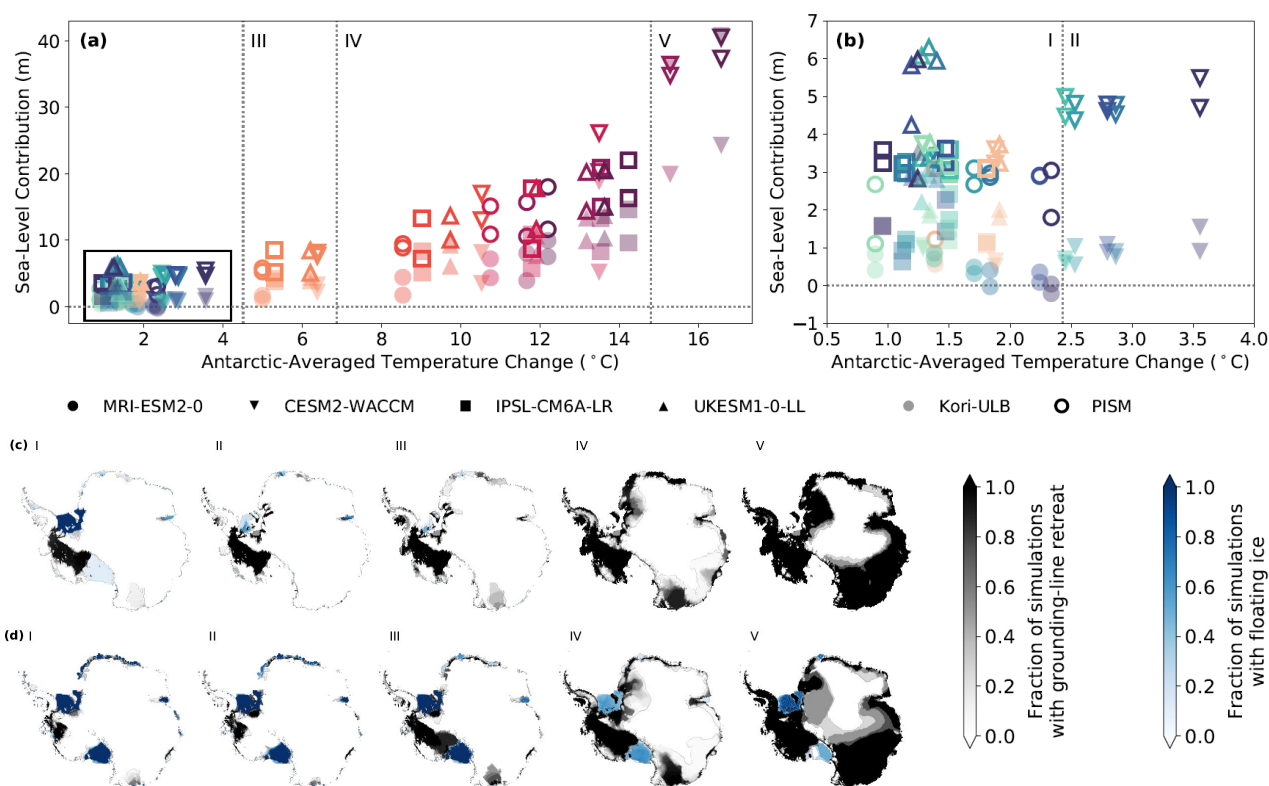 (a)
III
IV
V
Sea-Level Contribution (m)
40
30
20
10
0
2
4
6
8
10
12
14
16
Antarctic-Averaged Temperature Change (°C)
(b)
I
II
Sea-Level Contribution (m)
7
6
5
4
3
2
1
0
−1
0.5
1.0
1.5
2.0
2.5
3.0
3.5
4.0
Antarctic-Averaged Temperature Change (°C)
MRI-ESM2-0
CESM2-WACCM
IPSL-CM6A-LR
UKESM1-0-LL
Kori-ULB
PISM
(c)
I
II
III
IV
V
(d)
I
II
III
IV
V
1.0
0.8
0.6
0.4
0.2
0.0
Fraction of simulations
with grounding-line retreat
1.0
0.8
0.6
0.4
0.2
0.0
Fraction of simulations
with floating ice